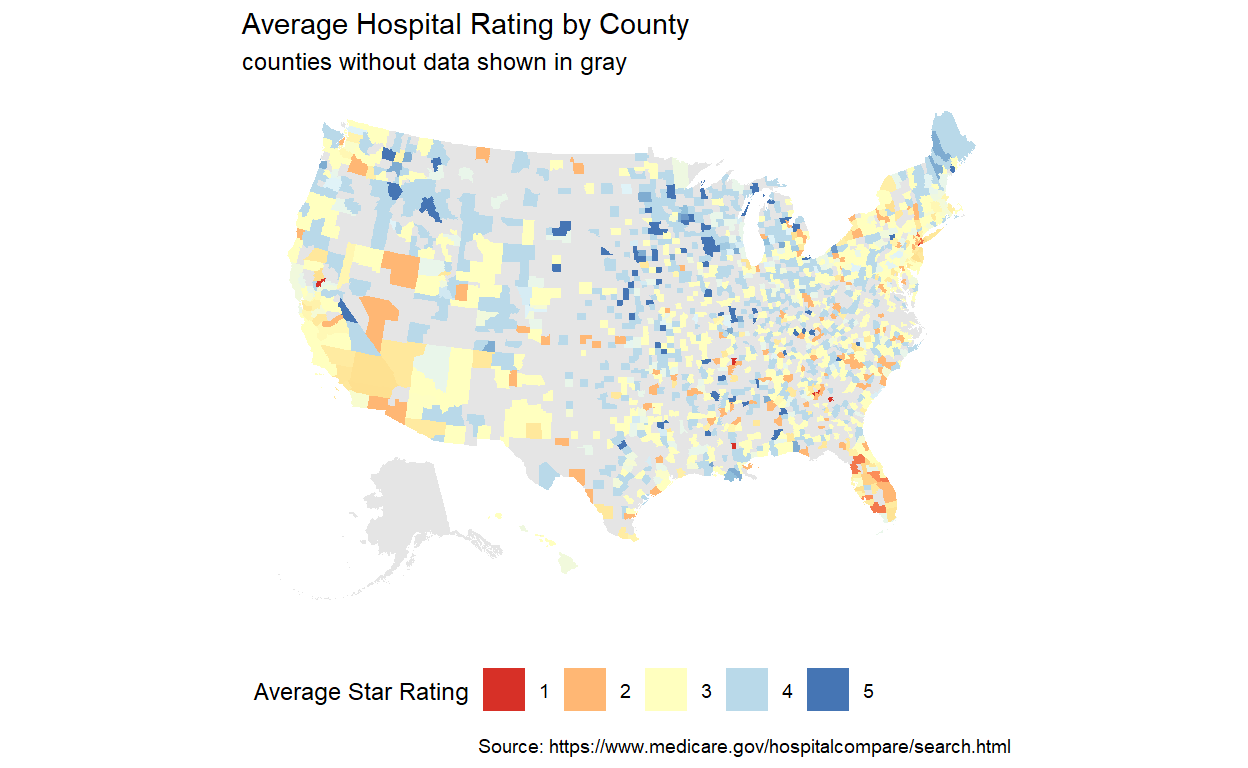 Average Hospital Rating by County
counties without data shown in gray
Average Star Rating 1 2 3 4 5
Source: https://www.medicare.gov/hospitalcompare/search.html